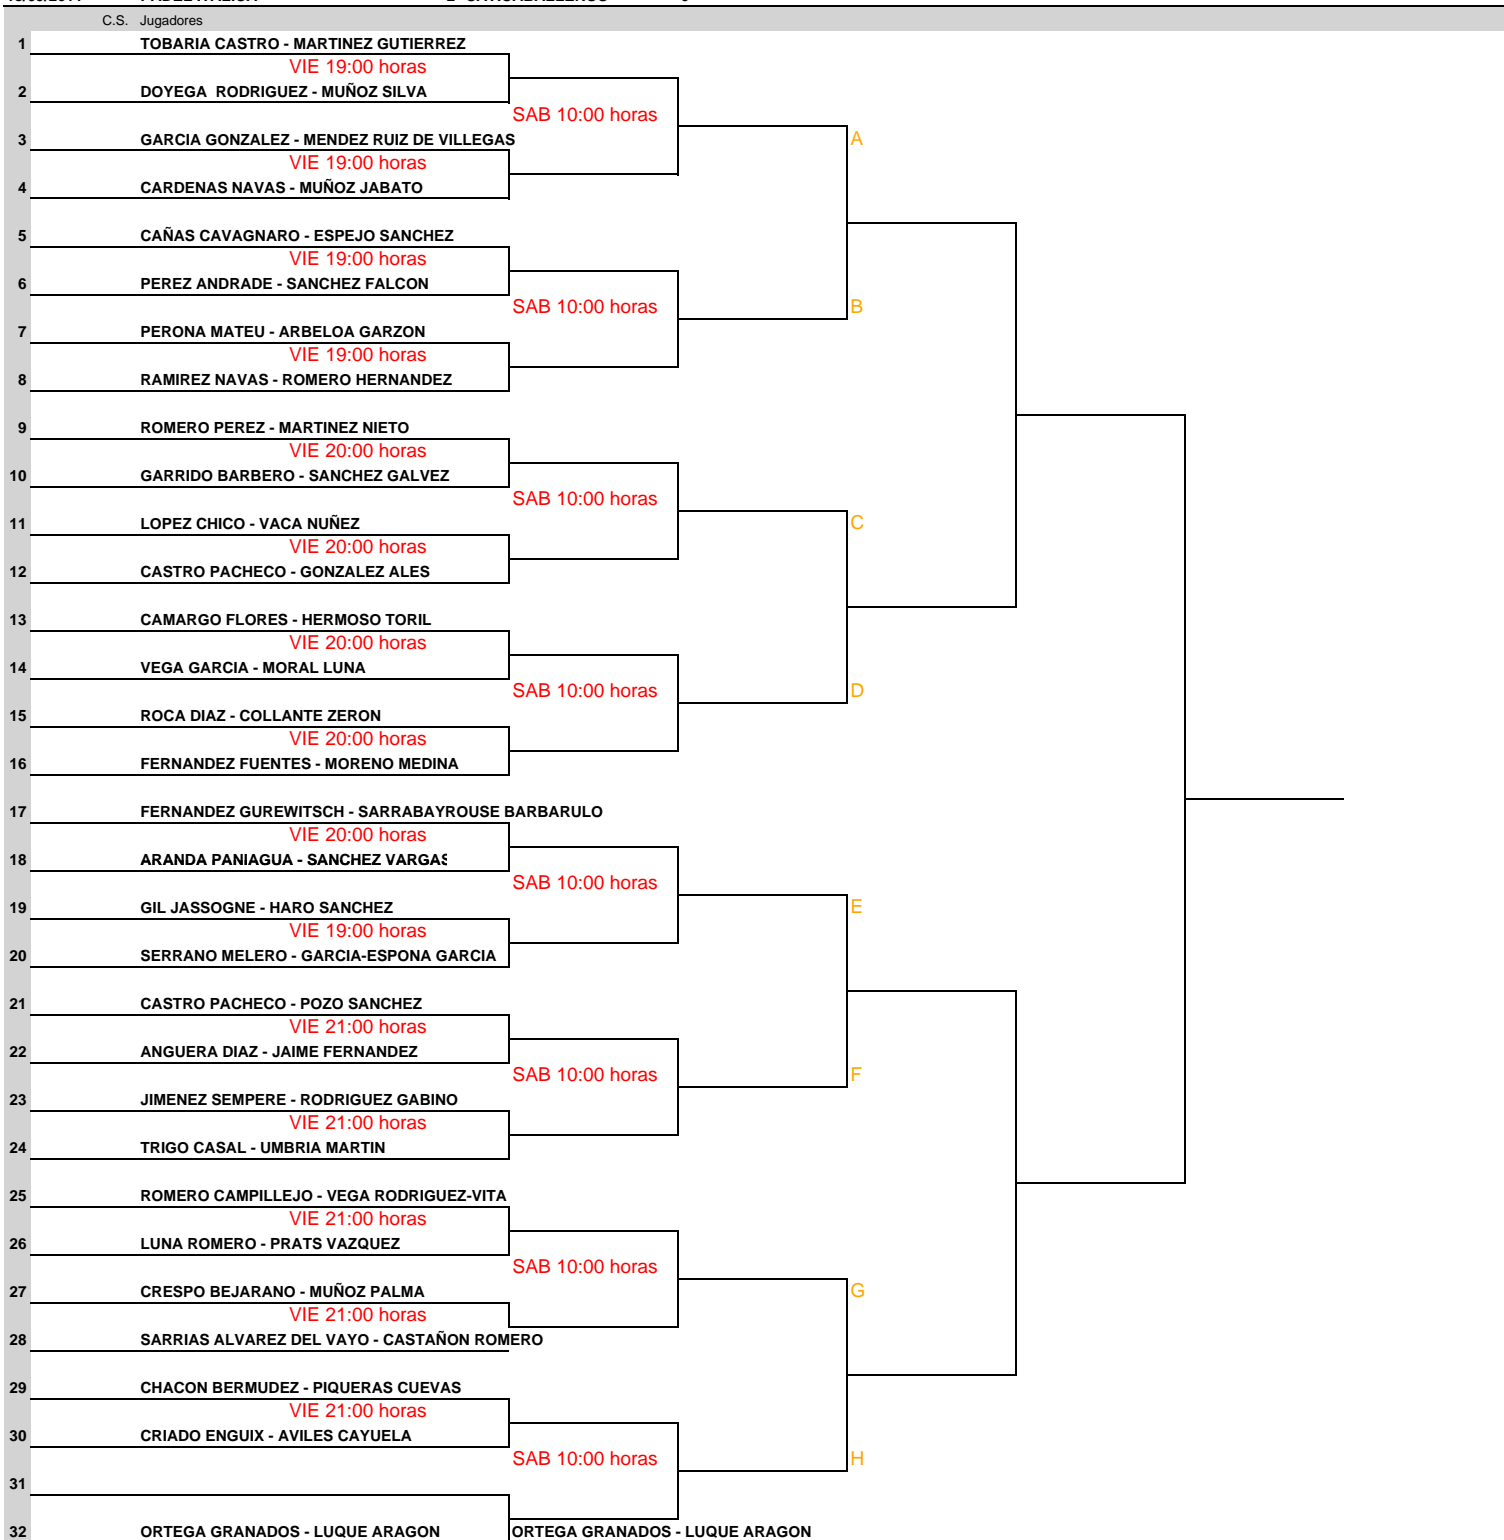 C.S. Jugadores
1 TOBARIA CASTRO - MARTINEZ GUTIERREZ
VIE 19:00 horas
2 DOYEGA RODRIGUEZ - MUÑOZ SILVA
SAB 10:00 horas
3 GARCIA GONZALEZ - MENDEZ RUIZ DE VILLEGAS A
VIE 19:00 horas
4 CARDENAS NAVAS - MUÑOZ JABATO
5 CAÑAS CAVAGNARO - ESPEJO SANCHEZ
VIE 19:00 horas
6 PEREZ ANDRADE - SANCHEZ FALCON
SAB 10:00 horas B
7 PERONA MATEU - ARBELOA GARZON
VIE 19:00 horas
8 RAMIREZ NAVAS - ROMERO HERNANDEZ
9 ROMERO PEREZ - MARTINEZ NIETO
VIE 20:00 horas
10 GARRIDO BARBERO - SANCHEZ GALVEZ
SAB 10:00 horas
11 LOPEZ CHICO - VACA NUÑEZ C
VIE 20:00 horas
12 CASTRO PACHECO - GONZALEZ ALES
13 CAMARGO FLORES - HERMOSO TORIL
VIE 20:00 horas
14 VEGA GARCIA - MORAL LUNA
SAB 10:00 horas D
15 ROCA DIAZ - COLLANTE ZERON
VIE 20:00 horas
16 FERNANDEZ FUENTES - MORENO MEDINA
17 FERNANDEZ GUREWITSCH - SARRABAYROUSE BARBARULO
VIE 20:00 horas
18 ARANDA PANIAGUA - SANCHEZ VARGAS
SAB 10:00 horas
19 GIL JASSOGNE - HARO SANCHEZ E
VIE 19:00 horas
20 SERRANO MELERO - GARCIA-ESPONA GARCIA
21 CASTRO PACHECO - POZO SANCHEZ
VIE 21:00 horas
22 ANGUERA DIAZ - JAIME FERNANDEZ
SAB 10:00 horas F
23 JIMENEZ SEMPERE - RODRIGUEZ GABINO
VIE 21:00 horas
24 TRIGO CASAL - UMBRIA MARTIN
25 ROMERO CAMPILLEJO - VEGA RODRIGUEZ-VITA
VIE 21:00 horas
26 LUNA ROMERO - PRATS VAZQUEZ
SAB 10:00 horas
27 CRESPO BEJARANO - MUÑOZ PALMA G
VIE 21:00 horas
28 SARRIAS ALVAREZ DEL VAYO - CASTAÑON ROMERO
29 CHACON BERMUDEZ - PIQUERAS CUEVAS
VIE 21:00 horas
30 CRIADO ENGUIX - AVILES CAYUELA
SAB 10:00 horas H
31
32 ORTEGA GRANADOS - LUQUE ARAGON ORTEGA GRANADOS - LUQUE ARAGON